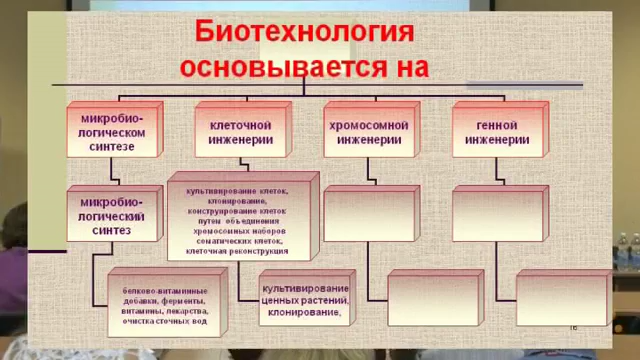 Биотехнология
основывается на
микробио-
логическом
синтезе
клеточной
инженерии
хромосомной
инженерии
генной
инженерии
микробио-
логический
синтез
культивирование клеток,
клонирование,
конструирование клеток
путем объединения
хромосомных наборов
соматических клеток,
клеточная реконструкция
белково-витаминные
добавки, ферменты,
витамины, лекарства,
очистка сточных вод
культивирование
ценных растений,
клонирование,
16